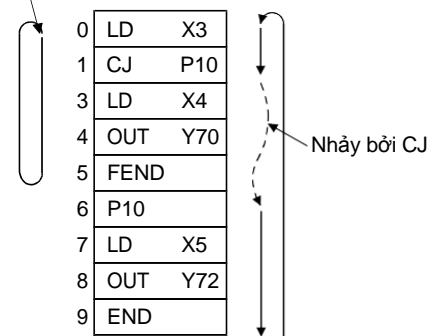 0 LD X3
1 CJ P10
3 LD X4
4 OUT Y70
Nhảy bởi CJ
5 FEND
6 P10
7 LD X5
8 OUT Y72
9 END